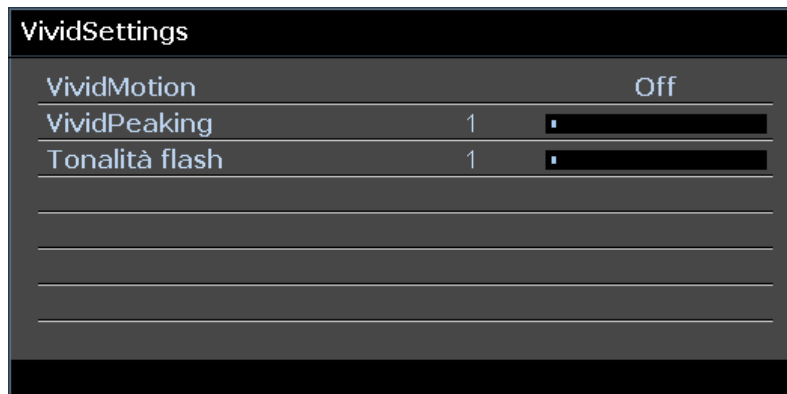 VividSettings
VividMotion Off
VividPeaking 1
Tonalità flash 1